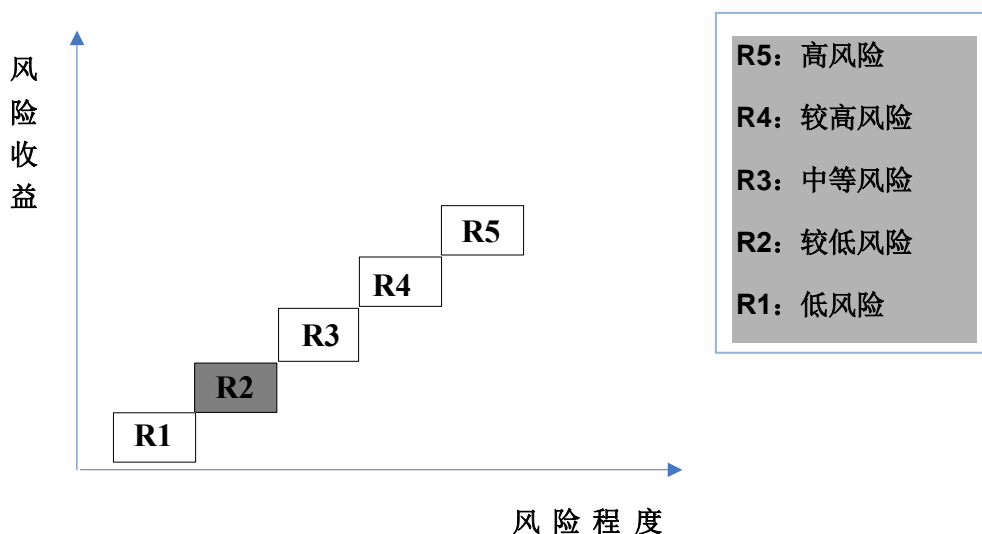 风
险
收
益
R5
R4
R3
R2
R1
风险程度
R5：高风险
R4：较高风险
R3：中等风险
R2：较低风险
R1：低风险